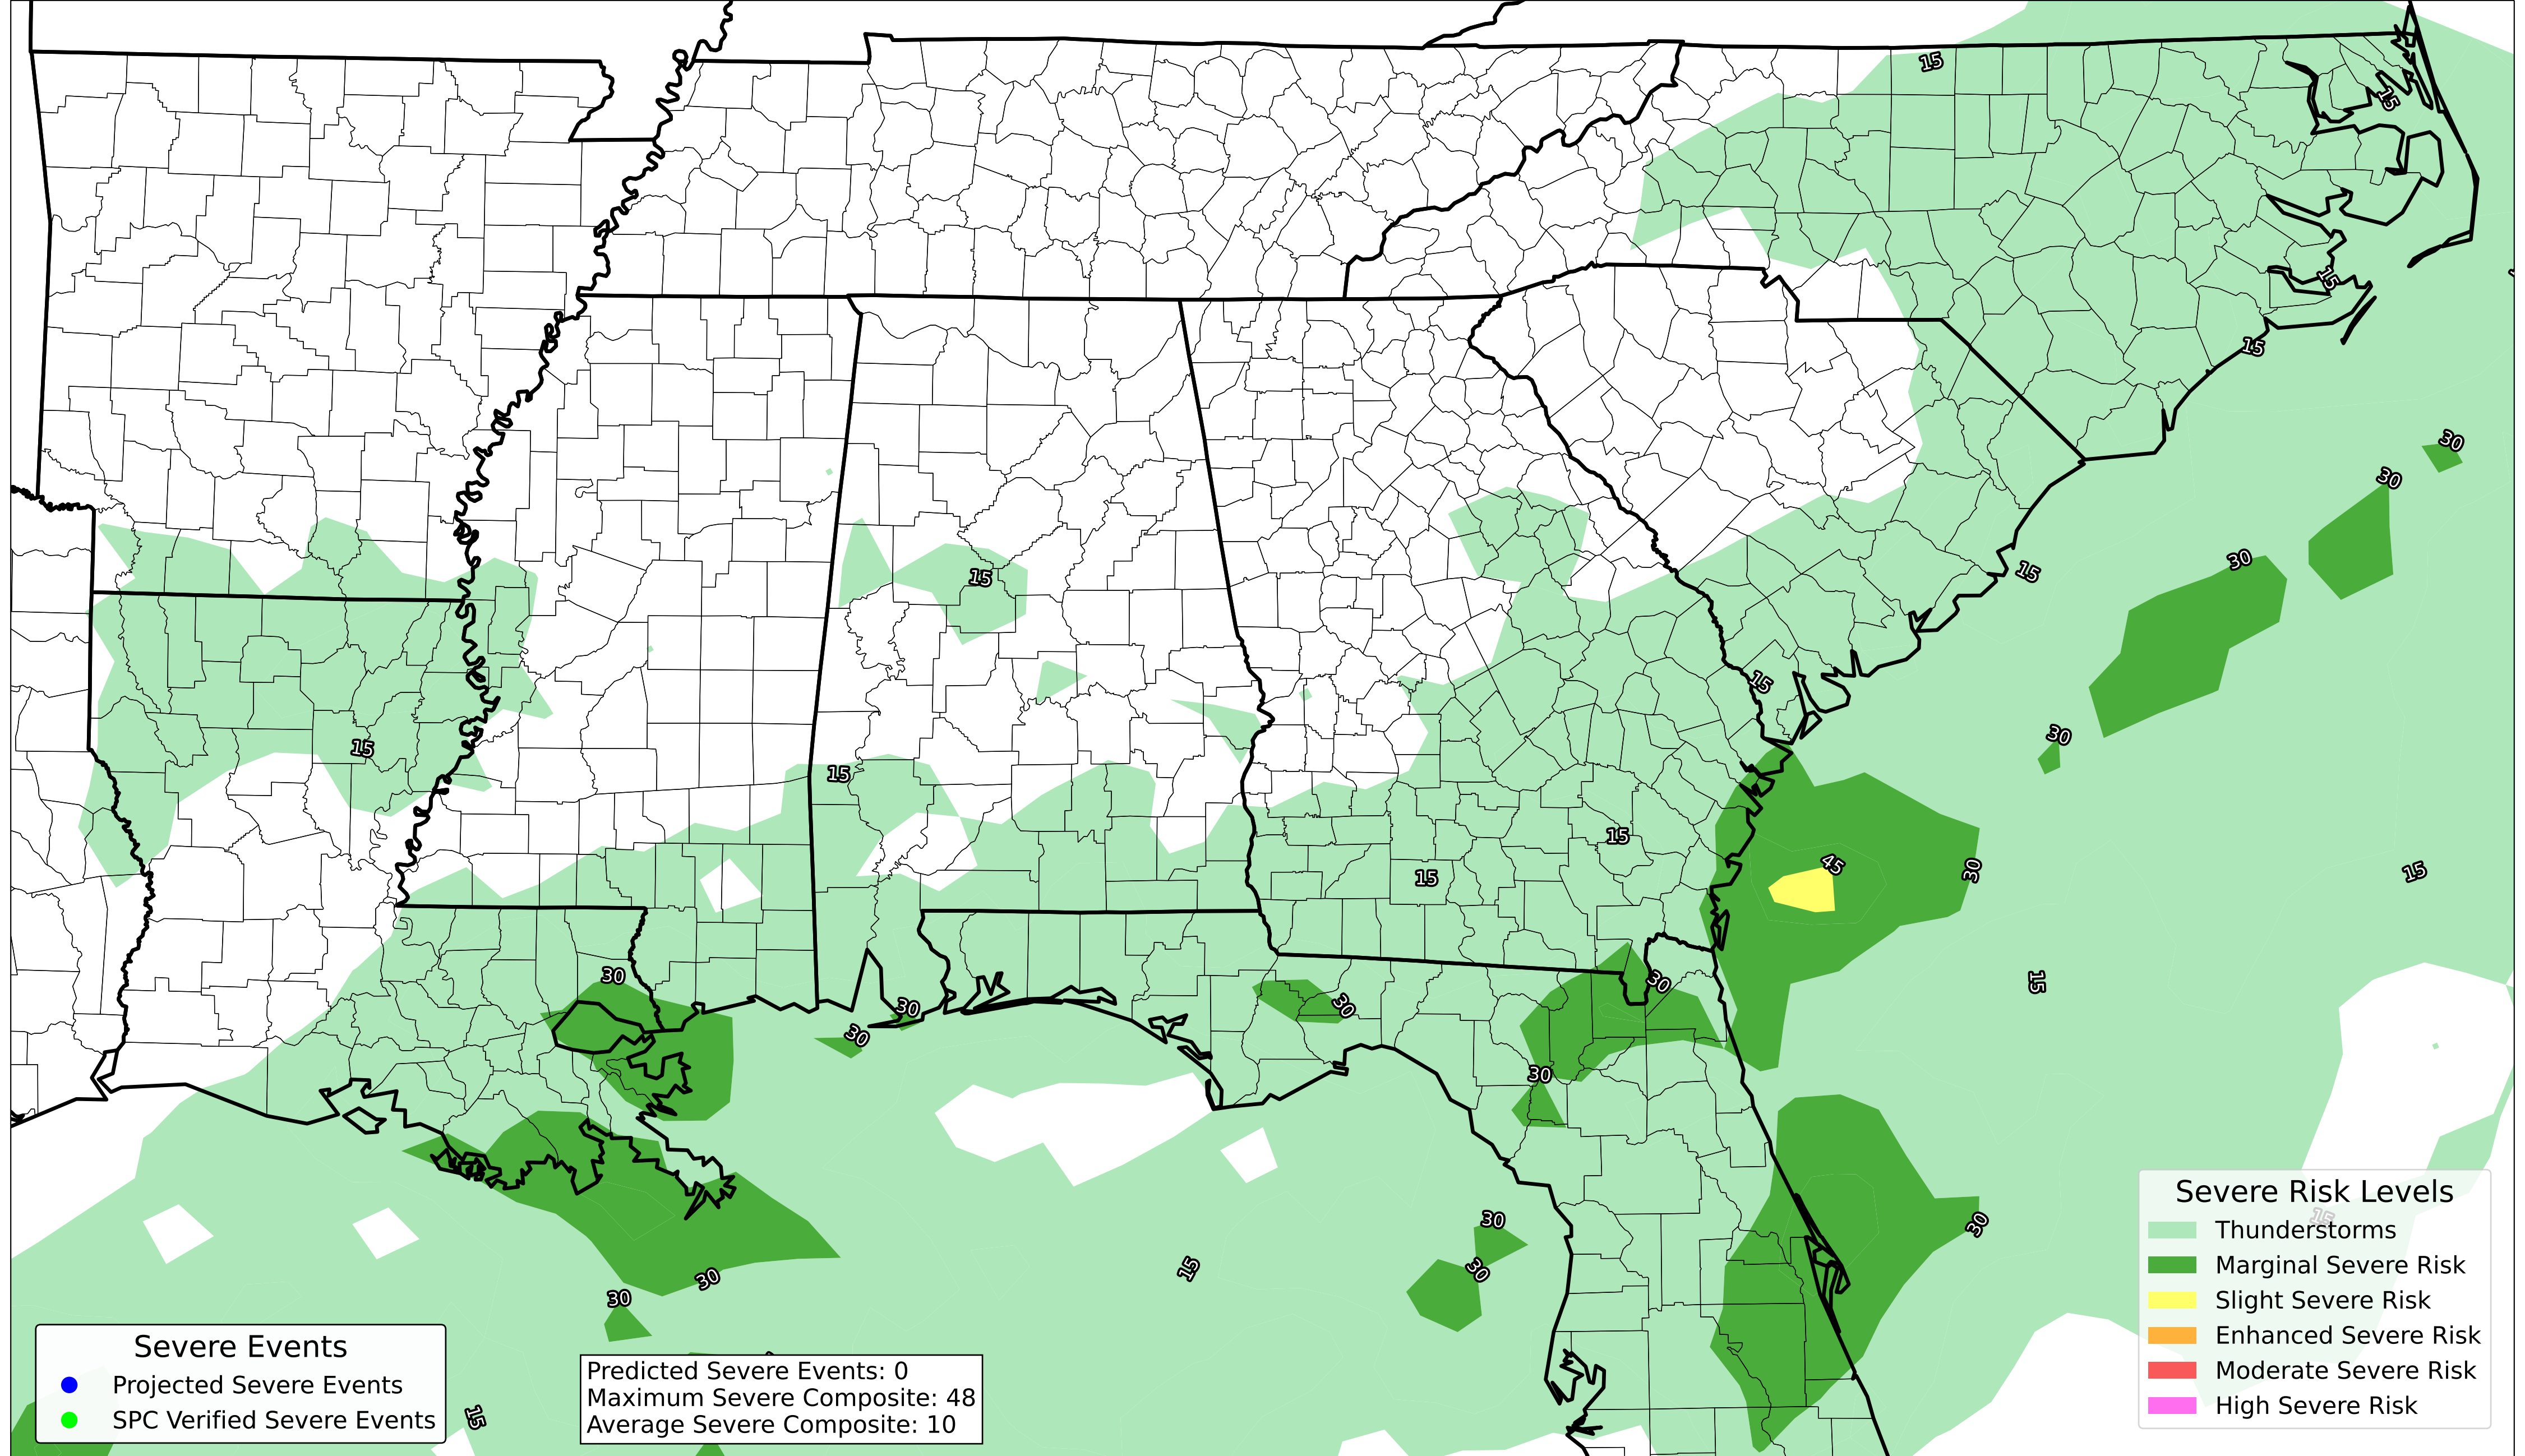 15
15
15
15
30
30
15
30
15
15
15
30
15
15
45
30
15
15
15
30
30
15
30
30
30
30
30
15
30
30
30
15
30
30
15
Severe Risk Levels
Thunderstorms
Marginal Severe Risk
Slight Severe Risk
Enhanced Severe Risk
Moderate Severe Risk
High Severe Risk
Severe Events
Projected Severe Events
SPC Verified Severe Events
Predicted Severe Events: 0
Maximum Severe Composite: 48
Average Severe Composite: 10